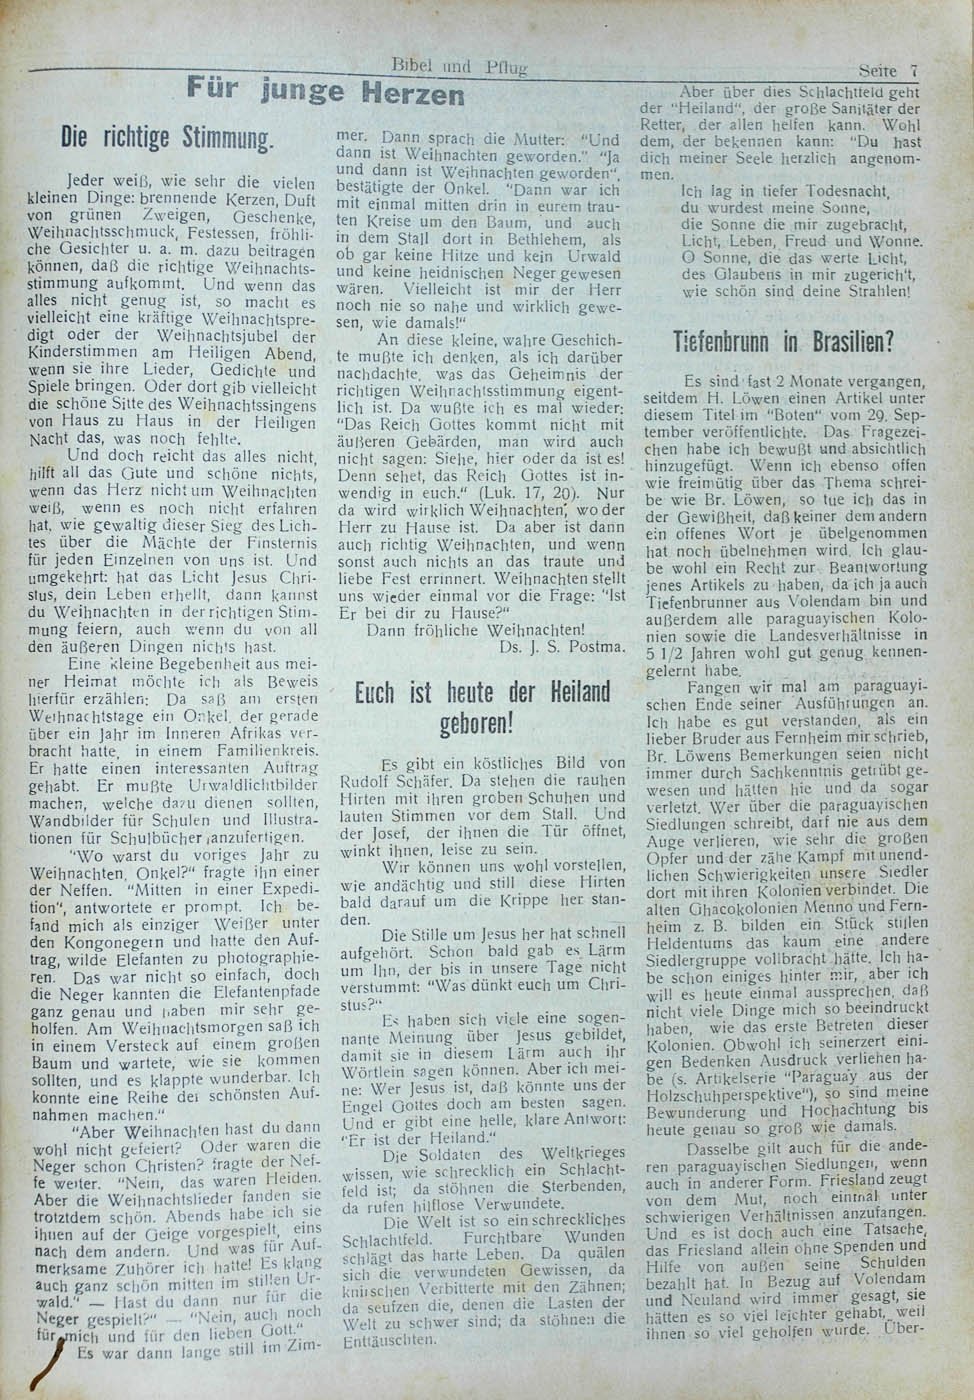 Bibel und Pflug
Seite 7
Für junge Herzen
Die richtige Stimmung.
Jeder weiß, wie sehr die vielen
kleinen Dinge: brennende Kerzen, Duft
von grünen Zweigen, Geschenke,
Weihnachtsschmuck, Festessen, fröhli-
che Gesichter u. a. m. dazu beitragen
können, daß die richtige Weihnachts-
stimmung aufkommt. Und wenn das
alles nicht genug ist, so macht es
vielleicht eine kräftige Weihnachtspre-
digt oder der Weihnachtsjubel der
Kinderstimmen am Heiligen Abend,
wenn sie ihre Lieder, Gedichte und
Spiele bringen. Oder dort gib vielleicht
die schöne Sitte des Weihnachtssingens
von Haus zu Haus in der Heiligen
Nacht das, was noch fehlte.
Und doch reicht das alles nicht,
hilft all das Gute und schöne nichts,
wenn das Herz nicht um Weihnachten
weiß, wenn es noch nicht erfahren
hat, wie gewaltig dieser Sieg des Lich-
tes über die Mächte der Finsternis
für jeden Einzelnen von uns ist. Und
umgekehrt: hat das Licht Jesus Chri-
stus, dein Leben erhellt, dann kannst
du Weihnachten in der richtigen Stim-
mung feiern, auch wenn du von all
den äußeren Dingen nichts hast.
Eine kleine Begebenheit aus mei-
ner Heimat möchte ich als Beweis
hierfür erzählen: Da saß am ersten
Weihnachtstage ein Onkel, der gerade
über ein Jahr im Inneren Afrikas ver-
bracht hatte, in einem Familienkreis.
Er hatte einen interessanten Auftrag
gehabt. Er mußte Urwaldlichtbilder
machen, welche dazu dienen sollten,
Wandbilder für Schulen und Illustra-
tionen für Schulbücher anzufertigen.
"Wo warst du voriges Jahr zu
Weihnachten, Onkel?" fragte ihn einer
der Neffen. "Mitten in einer Expedi-
tion", antwortete er prompt. Ich be-
fand mich als einziger Weißer unter
den Kongonegern und hatte den Auf-
trag, wilde Elefanten zu photographie-
ren. Das war nicht so einfach, doch
die Neger kannten die Elefantenpfade
ganz genau und haben mir sehr ge-
holfen. Am Weihnachtsmorgen saß ich
in einem Versteck auf einem großen
Baum und wartete, wie sie kommen
sollten, und es klappte wunderbar. Ich
konnte eine Reihe der schönsten Auf-
nahmen machen."
"Aber Weihnachten hast du dann
wohl nicht gefeiert? Oder waren die
Neger schon Christen? fragte der Nef-
fe weiter. "Nein, das waren Heiden.
Aber die Weihnachtslieder fanden sie
trotztdem schön. Abends habe ich sie
ihnen auf der Geige vorgespielt, eins
nach dem andern. Und was für Auf-
merksame Zuhörer ich hatte! Es klang
auch ganz schön mitten im stillen Ur-
wald." — Hast du dann nur für die
Neger gespielt?" — "Nein, auch noch
für mich und für den lieben Gott."
Es war dann lange still im Zim-
mer. Dann sprach die Mutter: "Und
dann ist Weihnachten geworden." "Ja
und dann ist Weihnachten geworden",
bestätigte der Onkel. "Dann war ich
mit einmal mitten drin in eurem trau-
ten Kreise um den Baum, und auch
in dem Stall dort in Bethlehem, als
ob gar keine Hitze und kein Urwald
und keine heidnischen Neger gewesen
wären. Vielleicht ist mir der Herr
noch nie so nahe und wirklich gewe-
sen, wie damals!"
An diese kleine, wahre Geschich-
te mußte ich denken, als ich darüber
nachdachte, was das Geheimnis der
richtigen Weihnachtsstimmung eigent-
lich ist. Da wußte ich es mal wieder:
"Das Reich Gottes kommt nicht mit
äußeren Gebärden, man wird auch
nicht sagen: Siehe, hier oder da ist es!
Denn sehet, das Reich Gottes ist in-
wendig in euch." (Luk. 17, 20). Nur
da wird wirklich Weihnachten, wo der
Herr zu Hause ist. Da aber ist dann
auch richtig Weihnachten, und wenn
sonst auch nichts an das traute und
liebe Fest errinnert. Weihnachten stellt
uns wieder einmal vor die Frage: "Ist
Er bei dir zu Hause?"
Dann fröhliche Weihnachten!
Ds. J. S. Postma.
Euch ist heute der Heiland
geboren!
Es gibt ein köstliches Bild von
Rudolf Schäfer. Da stehen die rauhen
Hirten mit ihren groben Schuhen und
lauten Stimmen vor dem Stall. Und
der Josef, der ihnen die Tür öffnet,
winkt ihnen, leise zu sein.
Wir können uns wohl vorstellen,
wie andächtig und still diese Hirten
bald darauf um die Krippe her stan-
den.
Die Stille um Jesus her hat schnell
aufgehört. Schon bald gab es Lärm
um Ihn, der bis in unsere Tage nicht
verstummt: "Was dünkt euch um Chri-
stus?"
Es haben sich viele eine sogen-
nante Meinung über Jesus gebildet,
damit sie in diesem Lärm auch ihr
Wörtlein sagen können. Aber ich mei-
ne: Wer Jesus ist, daß könnte uns der
Engel Gottes doch am besten sagen.
Und er gibt eine helle, klare Antwort:
"Er ist der Heiland."
Die Soldaten des Weltkrieges
wissen, wie schrecklich ein Schlacht-
feld ist; da stöhnen die Sterbenden,
da rufen hilflose Verwundete.
Die Welt ist so ein schreckliches
Schlachtfeld. Furchtbare Wunden
schlägt das harte Leben. Da quälen
sich die verwundeten Gewissen, da
knirschen Verbitterte mit den Zähnen;
da seufzen die, denen die Lasten der
Welt zu schwer sind; da stöhnen die
Enttäuschten.
Aber über dies Schlachtfeld geht
der "Heiland", der große Sanitäter der
Retter, der allen helfen kann. Wohl
dem, der bekennen kann: "Du hast
dich meiner Seele herzlich angenom-
men.
Ich lag in tiefer Todesnacht,
du wurdest meine Sonne,
die Sonne die mir zugebracht,
Licht, Leben, Freud und Wonne.
O Sonne, die das werte Licht,
des Glaubens in mir zugerich't,
wie schön sind deine Strahlen!
Tiefenbrunn in Brasilien?
Es sind fast 2 Monate vergangen,
seitdem H. Löwen einen Artikel unter
diesem Titel im "Boten" vom 29. Sep-
tember veröffentlichte. Das Fragezei-
chen habe ich bewußt und absichtlich
hinzugefügt. Wenn ich ebenso offen
wie freimütig über das Thema schrei-
be wie Br. Löwen, so tue ich das in
der Gewißheit, daß keiner dem andern
ein offenes Wort je übelgenommen
hat noch übelnehmen wird. Ich glau-
be wohl ein Recht zur Beantwortung
jenes Artikels zu haben, da ich ja auch
Tiefenbrunner aus Volendam bin und
außerdem alle paraguayischen Kolo-
nien sowie die Landesverhältnisse in
5 1/2 Jahren wohl gut genug kennen-
gelernt habe.
Fangen wir mal am paraguayi-
schen Ende seiner Ausführungen an.
Ich habe es gut verstanden, als ein
lieber Bruder aus Fernheim mir schrieb,
Br. Löwens Bemerkungen seien nicht
immer durch Sachkenntnis getrübt ge-
wesen und hätten hie und da sogar
verletzt. Wer über die paraguayischen
Siedlungen schreibt, darf nie aus dem
Auge verlieren, wie sehr die großen
Opfer und der zähe Kampf mit unend-
lichen Schwierigkeiten unsere Siedler
dort mit ihren Kolonien verbindet. Die
alten Ghacokolonien Menno und Fern-
heim z. B. bilden ein Stück stillen
Heldentums das kaum eine andere
Siedlergruppe vollbracht hätte. Ich ha-
be schon einiges hinter mir, aber ich
will es heute einmal aussprechen, daß
nicht viele Dinge mich so beeindruckt
haben, wie das erste Betreten dieser
Kolonien. Obwohl ich seinerzeit eini-
gen Bedenken Ausdruck verliehen ha-
be (s. Artikelserie "Paraguay aus der
Holzschuhperspektive"), so sind meine
Bewunderung und Hochachtung bis
heute genau so groß wie damals.
Dasselbe gilt auch für die ande-
ren paraguayischen Siedlungen, wenn
auch in anderer Form. Friesland zeugt
von dem Mut, noch einmal unter
schwierigen Verhältnissen anzufangen.
Und es ist doch auch eine Tatsache,
das Friesland allein ohne Spenden und
Hilfe von außen seine Schulden
bezahlt hat. In Bezug auf Volendam
und Neuland wird immer gesagt, sie
hätten es so viel leichter gehabt, weil
ihnen so viel geholfen wurde. Über-